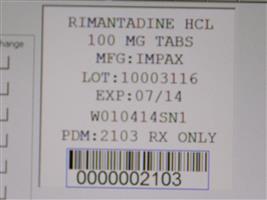 change
RIMANTADINE HCL
100 MG TABS
MFG:IMPAX
LOT:10003116
EXP:07/14
W010414SN1
PDM:2103 RX ONLY
0000002103